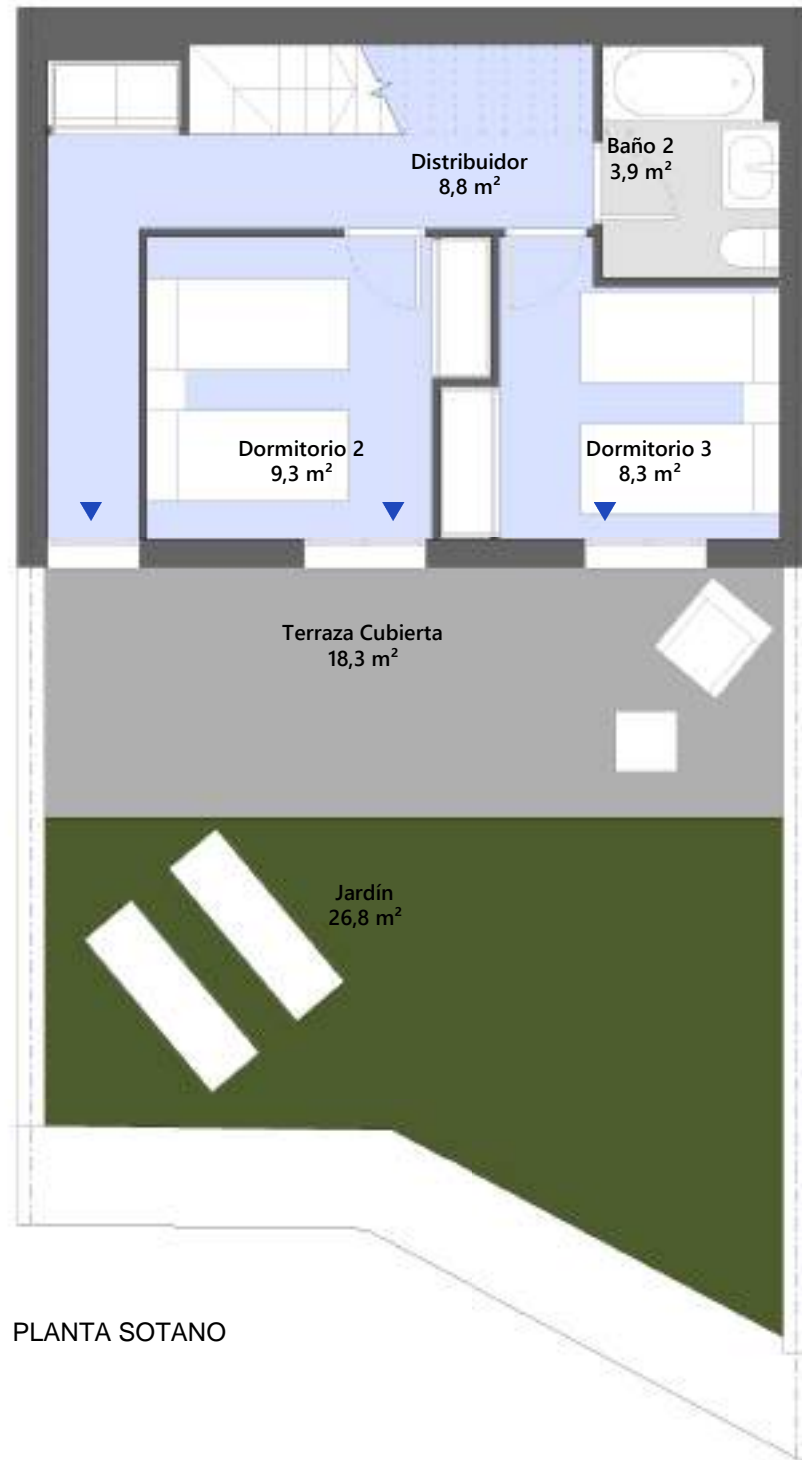 Distribuidor
8,8 m²
Baño 2
3,9 m²
Dormitorio 2
9,3 m²
Dormitorio 3
8,3 m²
Terraza Cubierta
18,3 m²
Jardín
26,8 m²
PLANTA SOTANO